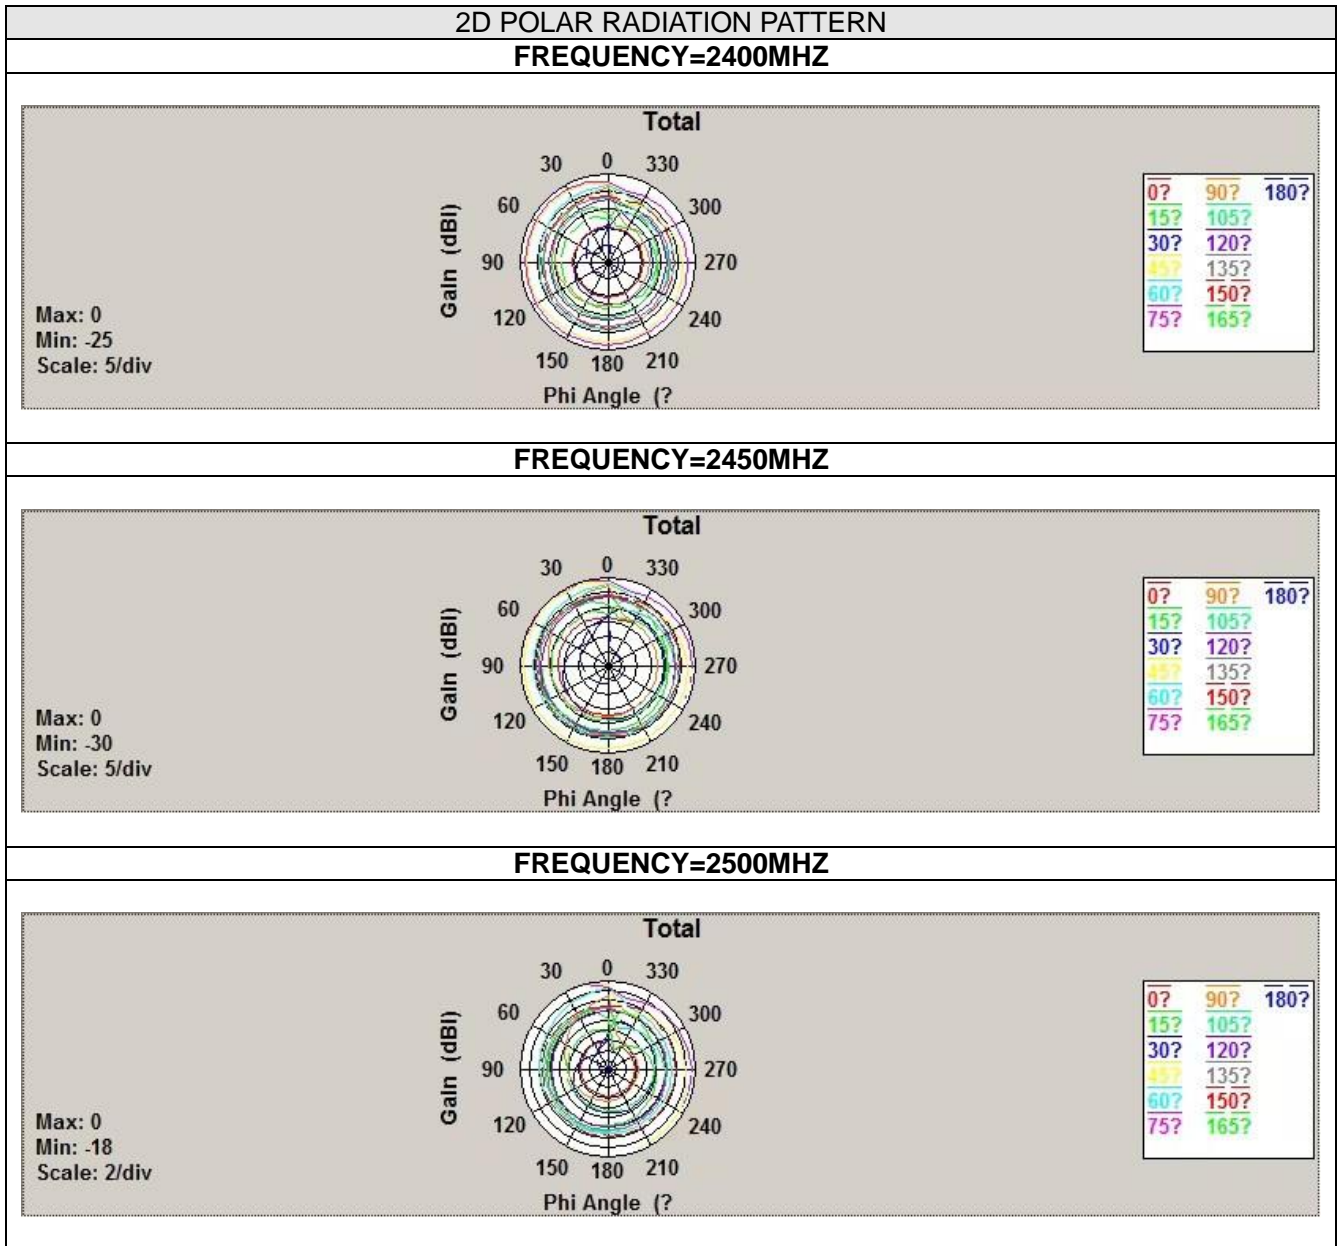 2D POLAR RADIATION PATTERN
FREQUENCY=2400MHZ
Total
30 0 330
60 300
90 270
120 240
150 180 210
Gain (dBi)
Phi Angle (?
Max: 0
Min: -25
Scale: 5/div
0? 90? 180?
15? 105?
30? 120?
45? 135?
60? 150?
75? 165?
FREQUENCY=2450MHZ
Total
30 0 330
60 300
90 270
120 240
150 180 210
Gain (dBi)
Phi Angle (?
Max: 0
Min: -30
Scale: 5/div
0? 90? 180?
15? 105?
30? 120?
45? 135?
60? 150?
75? 165?
FREQUENCY=2500MHZ
Total
30 0 330
60 300
90 270
120 240
150 180 210
Gain (dBi)
Phi Angle (?
Max: 0
Min: -18
Scale: 2/div
0? 90? 180?
15? 105?
30? 120?
45? 135?
60? 150?
75? 165?